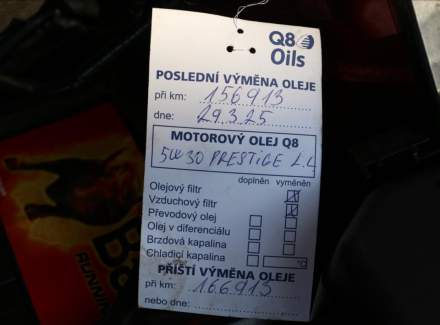 Q8
Oils
POSLEDNÍ VÝMĚNA OLEJE
při km: 156913
dne: 29.3.25
MOTOROVÝ OLEJ Q8
5W30 PRESTIGE L.L
doplněn vyměněn
Olejový filtr
Vzduchový filtr
Převodový olej
Olej v diferenciálu
Brzdová kapalina
Chladicí kapalina °C
PŘÍŠTÍ VÝMĚNA OLEJE
při km: 166913
nebo dne:
RUNNIN